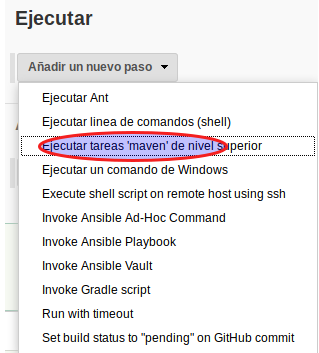 Ejecutar
Añadir un nuevo paso
Ejecutar Ant
Ejecutar linea de comandos (shell)
Ejecutar tareas 'maven' de nivel superior
Ejecutar un comando de Windows
Execute shell script on remote host using ssh
Invoke Ansible Ad-Hoc Command
Invoke Ansible Playbook
Invoke Ansible Vault
Invoke Gradle script
Run with timeout
Set build status to "pending" on GitHub commit